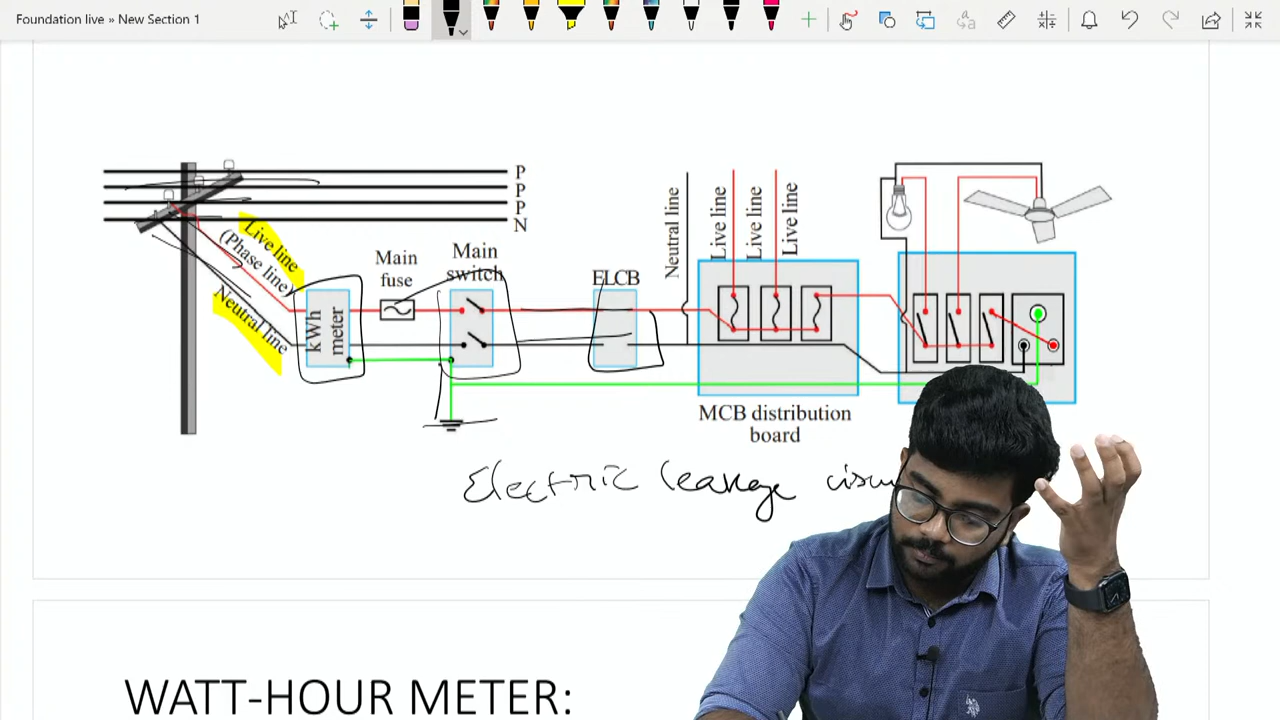 Foundation live » New Section 1
P
P
P
N
Live line
(Phase line)
Neutral line
kWh
meter
Main
fuse
Main
switch
ELCB
Neutral line
Live line
Live line
Live line
MCB distribution
board
Electric leakage
WATT-HOUR METER: